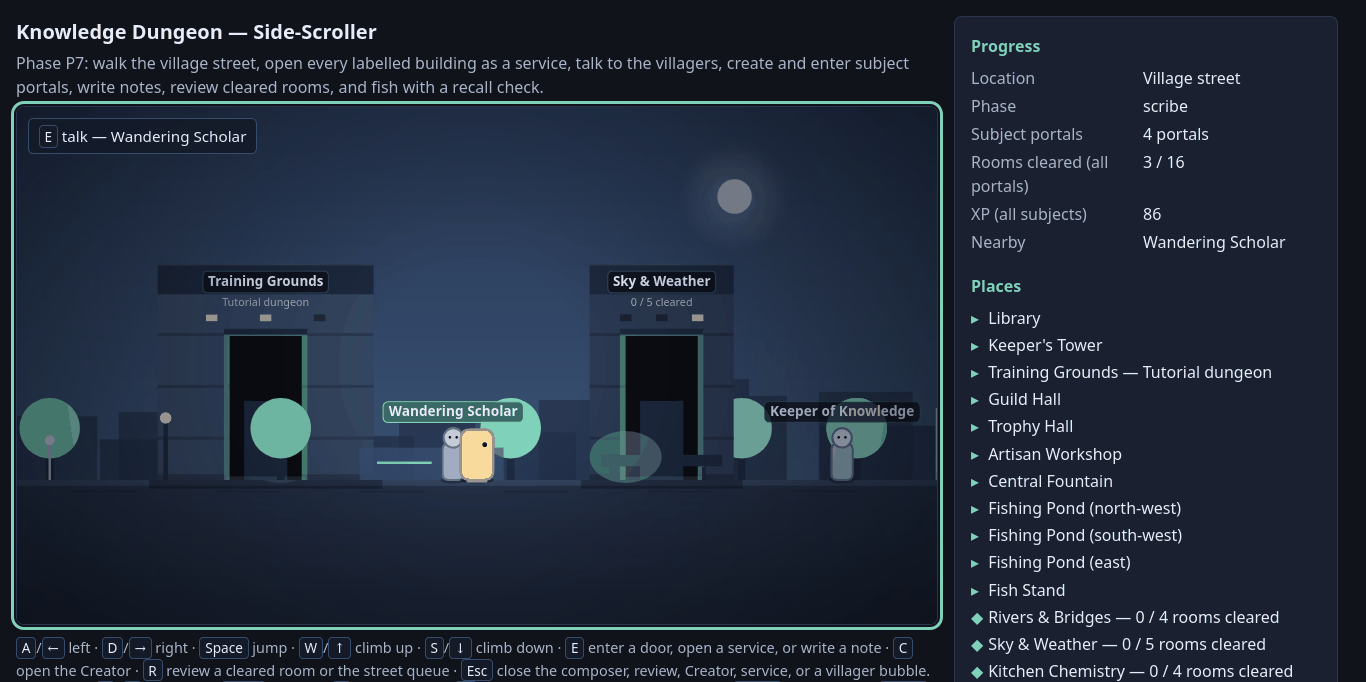 Knowledge Dungeon — Side-Scroller
Phase P7: walk the village street, open every labelled building as a service, talk to the villagers, create and enter subject
portals, write notes, review cleared rooms, and fish with a recall check.
E talk — Wandering Scholar
Training Grounds
Tutorial dungeon
Sky & Weather
0 / 5 cleared
Wandering Scholar
Keeper of Knowledge
A/← left · D/→ right · Space jump · W/↑ climb up · S/↓ climb down · E enter a door, open a service, or write a note · C
open the Creator · R review a cleared room or the street queue · Esc close the composer, review, Creator, service, or a villager bubble.
Progress
Location Village street
Phase scribe
Subject portals 4 portals
Rooms cleared (all 3 / 16
portals)
XP (all subjects) 86
Nearby Wandering Scholar
Places
▸ Library
▸ Keeper's Tower
▸ Training Grounds — Tutorial dungeon
▸ Guild Hall
▸ Trophy Hall
▸ Artisan Workshop
▸ Central Fountain
▸ Fishing Pond (north-west)
▸ Fishing Pond (south-west)
▸ Fishing Pond (east)
▸ Fish Stand
◆ Rivers & Bridges — 0 / 4 rooms cleared
◆ Sky & Weather — 0 / 5 rooms cleared
◆ Kitchen Chemistry — 0 / 4 rooms cleared